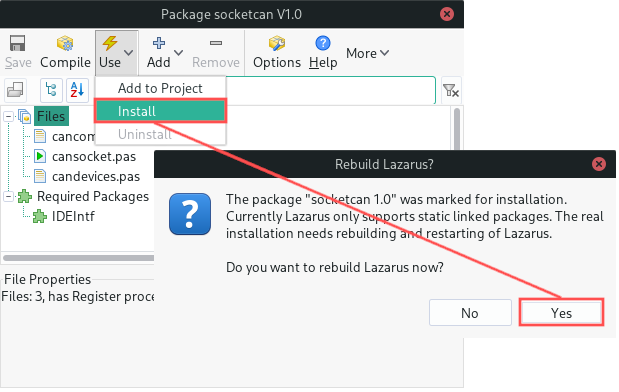 Package socketcan V1.0
Save Compile Use Add Remove Options Help More
Add to Project
Install
Uninstall
Files
cansocket.pas
candevices.pas
Required Packages
IDEIntf
File Properties
Files: 3, has Register
Rebuild Lazarus?
The package "socketcan 1.0" was marked for installation.
Currently Lazarus only supports static linked packages. The real
installation needs rebuilding and restarting of Lazarus.
Do you want to rebuild Lazarus now?
No Yes